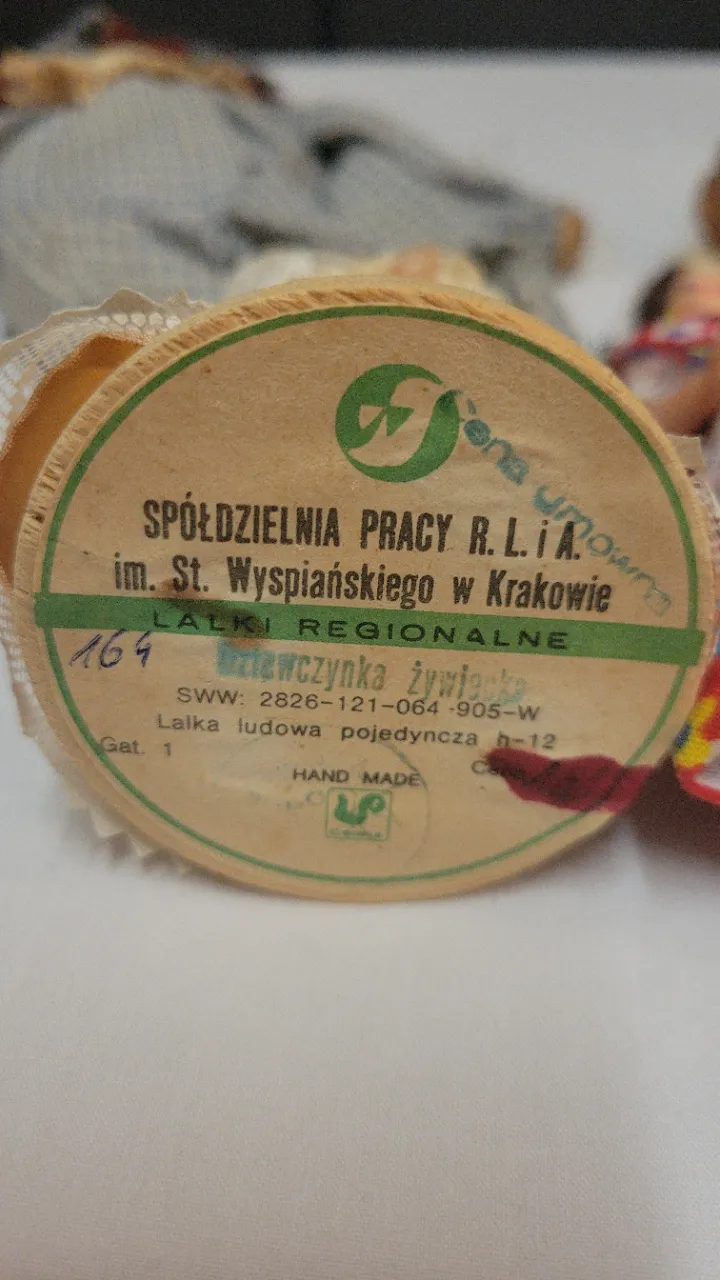 Cena umowna
SPÓŁDZIELNIA PRACY R. L. i A.
im. St. Wyspiańskiego w Krakowie
LALKI REGIONALNE
164
Dziewczynka żywiecka
SWW: 2826-121-064-905-W
Lalka ludowa pojedyncza h-12
Gat. 1
HAND MADE